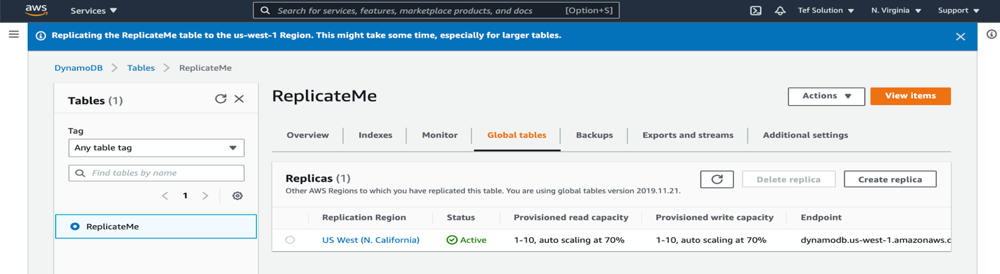 aws Services Search for services, features, marketplace products, and docs [Option+S] Tef Solution N. Virginia Support
Replicating the ReplicateMe table to the us-west-1 Region. This might take some time, especially for larger tables.
DynamoDB Tables ReplicateMe
Tables (1)
Tag
Any table tag
Find tables by name
1
ReplicateMe
ReplicateMe
Actions View items
Overview Indexes Monitor Global tables Backups Exports and streams Additional settings
Replicas (1)
Other AWS Regions to which you have replicated this table. You are using global tables version 2019.11.21.
Delete replica Create replica
Replication Region Status Provisioned read capacity Provisioned write capacity Endpoint
US West (N. California) Active 1-10, auto scaling at 70% 1-10, auto scaling at 70% dynamodb.us-west-1.amazonaws.c